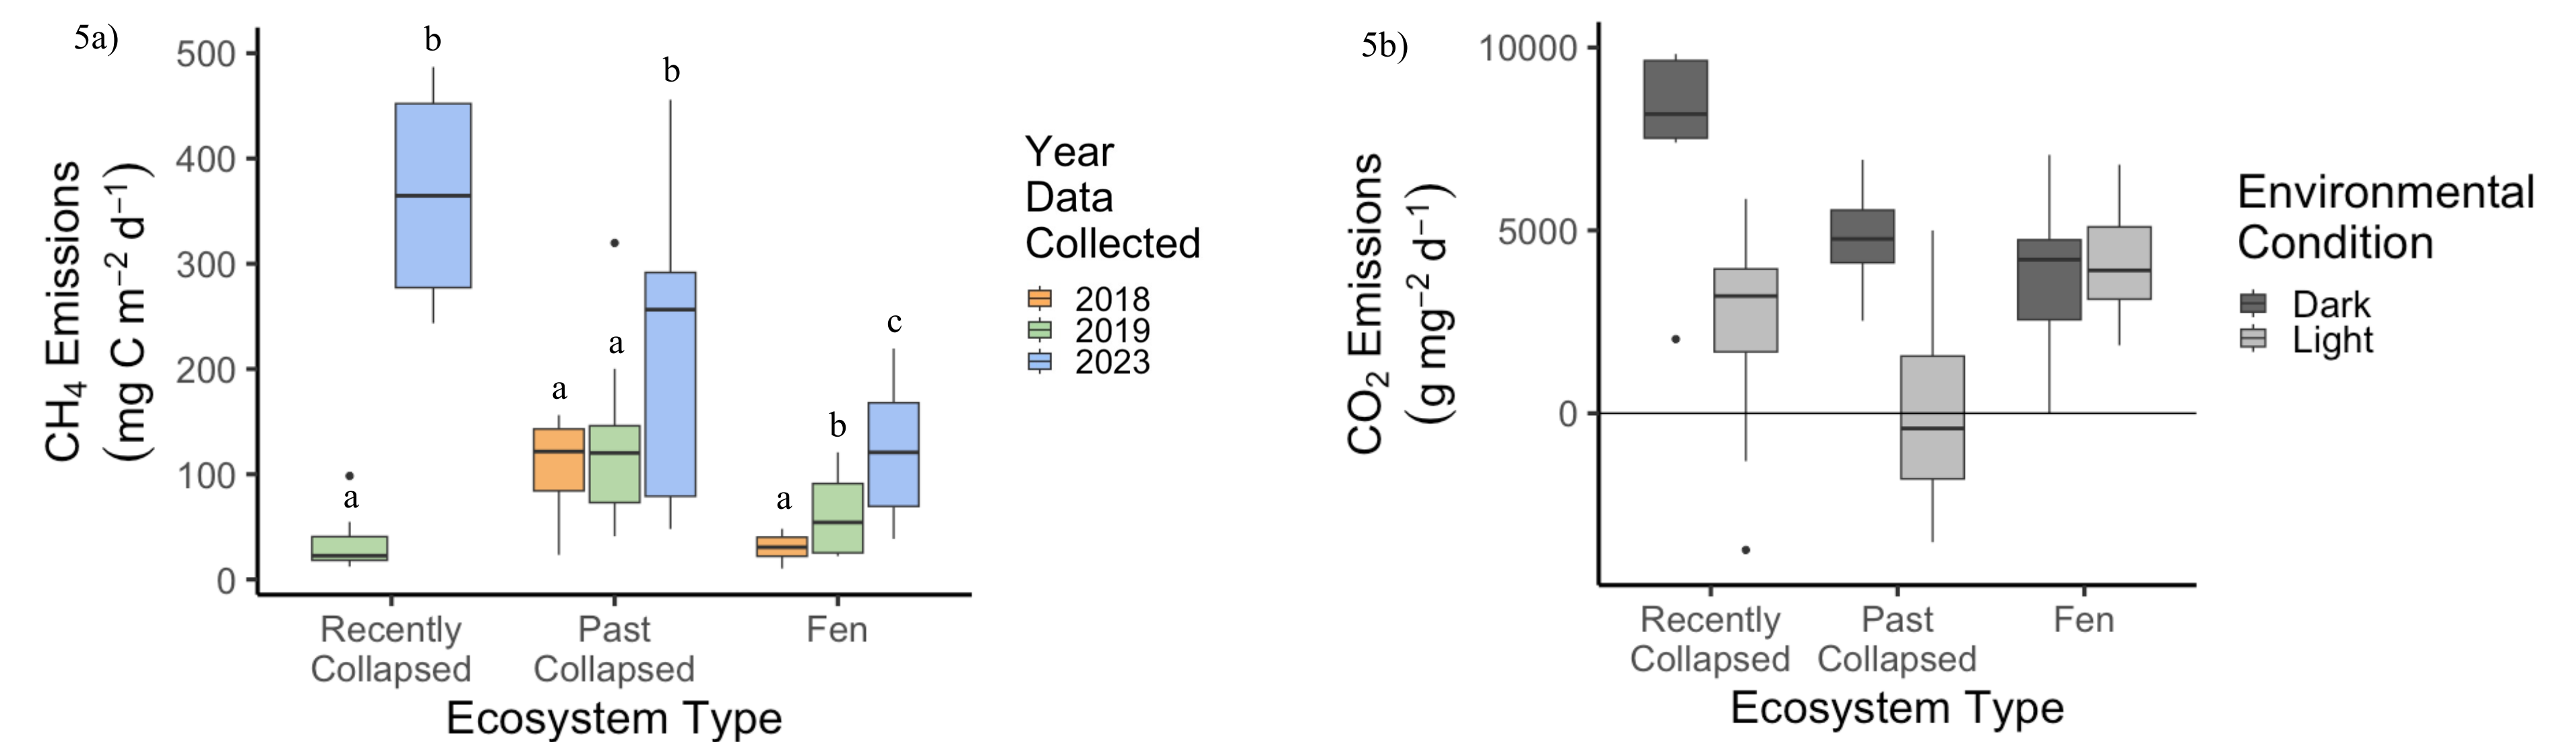 5a)
500
400
300
200
100
0
CH₄ Emissions
(mg C m⁻² d⁻¹)
a
b
a
a
b
a
b
c
Recently
Collapsed
Past
Collapsed
Fen
Ecosystem Type
Year
Data
Collected
2018
2019
2023
5b)
10000
5000
0
CO₂ Emissions
(g mg⁻² d⁻¹)
Recently
Collapsed
Past
Collapsed
Fen
Ecosystem Type
Environmental
Condition
Dark
Light